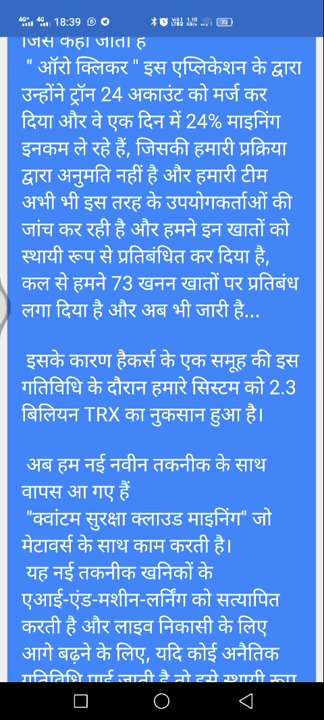 18:39
जिसे कहा जाता है
" ऑरो क्लिकर " इस एप्लिकेशन के द्वारा
उन्होंने ट्रॉन 24 अकाउंट को मर्ज कर
दिया और वे एक दिन में 24% माइनिंग
इनकम ले रहे हैं, जिसकी हमारी प्रक्रिया
द्वारा अनुमति नहीं है और हमारी टीम
अभी भी इस तरह के उपयोगकर्ताओं की
जांच कर रही है और हमने इन खातों को
स्थायी रूप से प्रतिबंधित कर दिया है,
कल से हमने 73 खनन खातों पर प्रतिबंध
लगा दिया है और अब भी जारी है...
इसके कारण हैकर्स के एक समूह की इस
गतिविधि के दौरान हमारे सिस्टम को 2.3
बिलियन TRX का नुकसान हुआ है।
अब हम नई नवीन तकनीक के साथ
वापस आ गए हैं
"क्वांटम सुरक्षा क्लाउड माइनिंग" जो
मेटावर्स के साथ काम करती है।
यह नई तकनीक खनिकों के
एआई-एंड-मशीन-लर्निंग को सत्यापित
करती है और लाइव निकासी के लिए
आगे बढ़ने के लिए, यदि कोई अनैतिक
गतिविधि पाई जाती है तो इसे स्थायी रूप